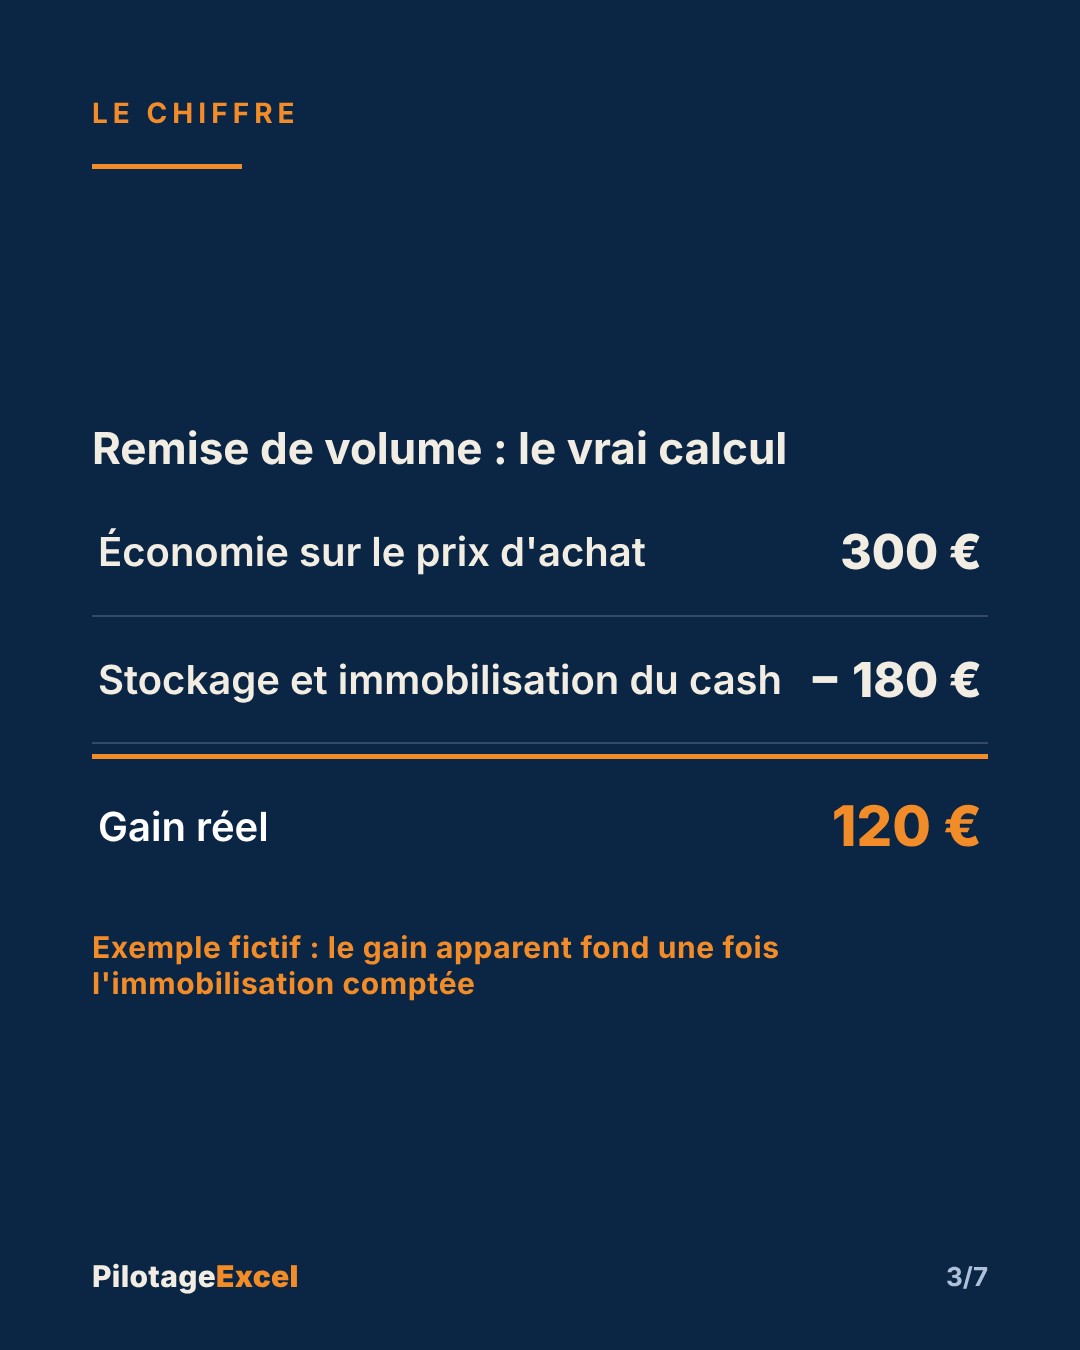 LE CHIFFRE
Remise de volume : le vrai calcul
Économie sur le prix d'achat 300 €
Stockage et immobilisation du cash − 180 €
Gain réel 120 €
Exemple fictif : le gain apparent fond une fois
l'immobilisation comptée
PilotageExcel 3/7